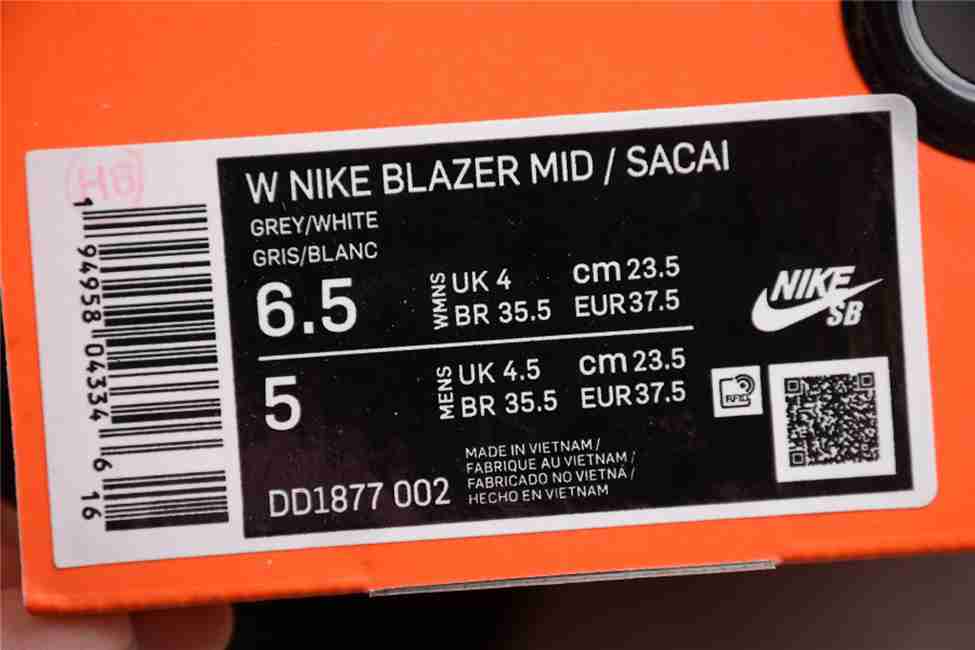 HB
W NIKE BLAZER MID / SACAI
GREY/WHITE
GRIS/BLANC
6.5
WMNS
UK 4
cm 23.5
BR 35.5
EUR 37.5
5
MENS
UK 4.5
cm 23.5
BR 35.5
EUR 37.5
NIKE
SB
RFID
MADE IN VIETNAM /
FABRIQUE AU VIETNAM /
FABRICADO NO VIETNÁ /
HECHO EN VIETNAM
DD1877 002
1 94958 04334 6 16